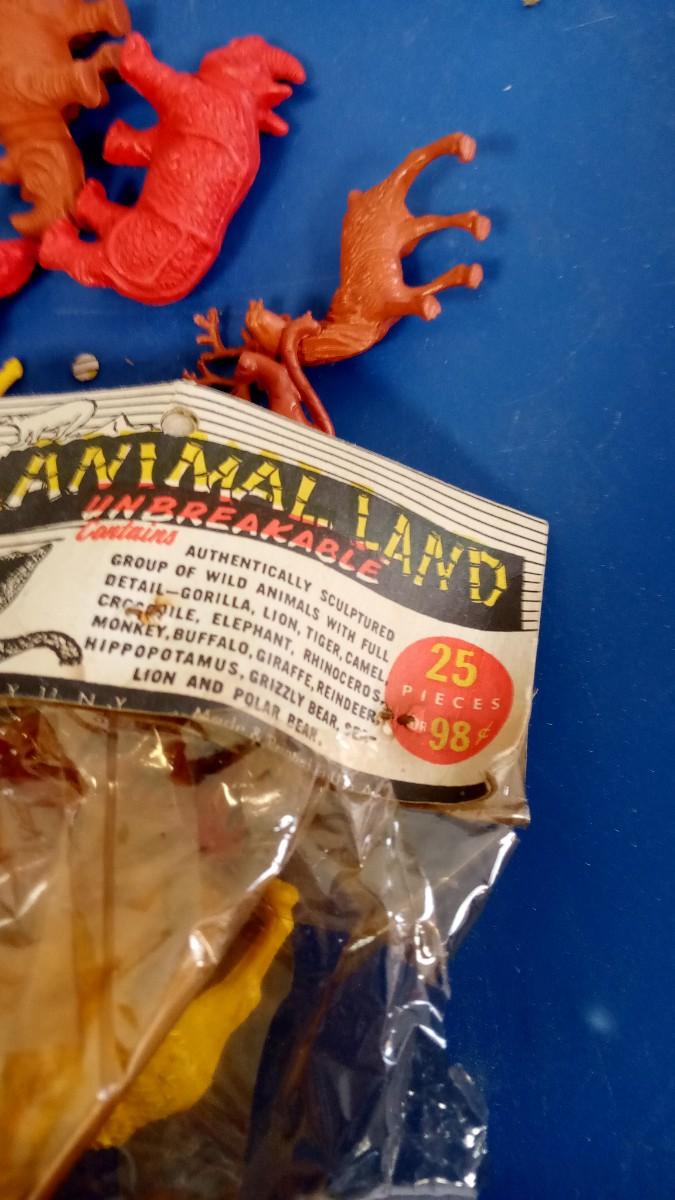 ANIMAL LAND
UNBREAKABLE
Contains
AUTHENTICALLY SCULPTURED
GROUP OF WILD ANIMALS WITH FULL
DETAIL—GORILLA, LION, TIGER, CAMEL,
ELEPHANT, RHINOCEROS,
MONKEY, BUFFALO, GIRAFFE, REINDEER,
HIPPOPOTAMUS, GRIZZLY BEAR,
LION AND POLAR BEAR.
25
PIECES
98¢
N.Y.